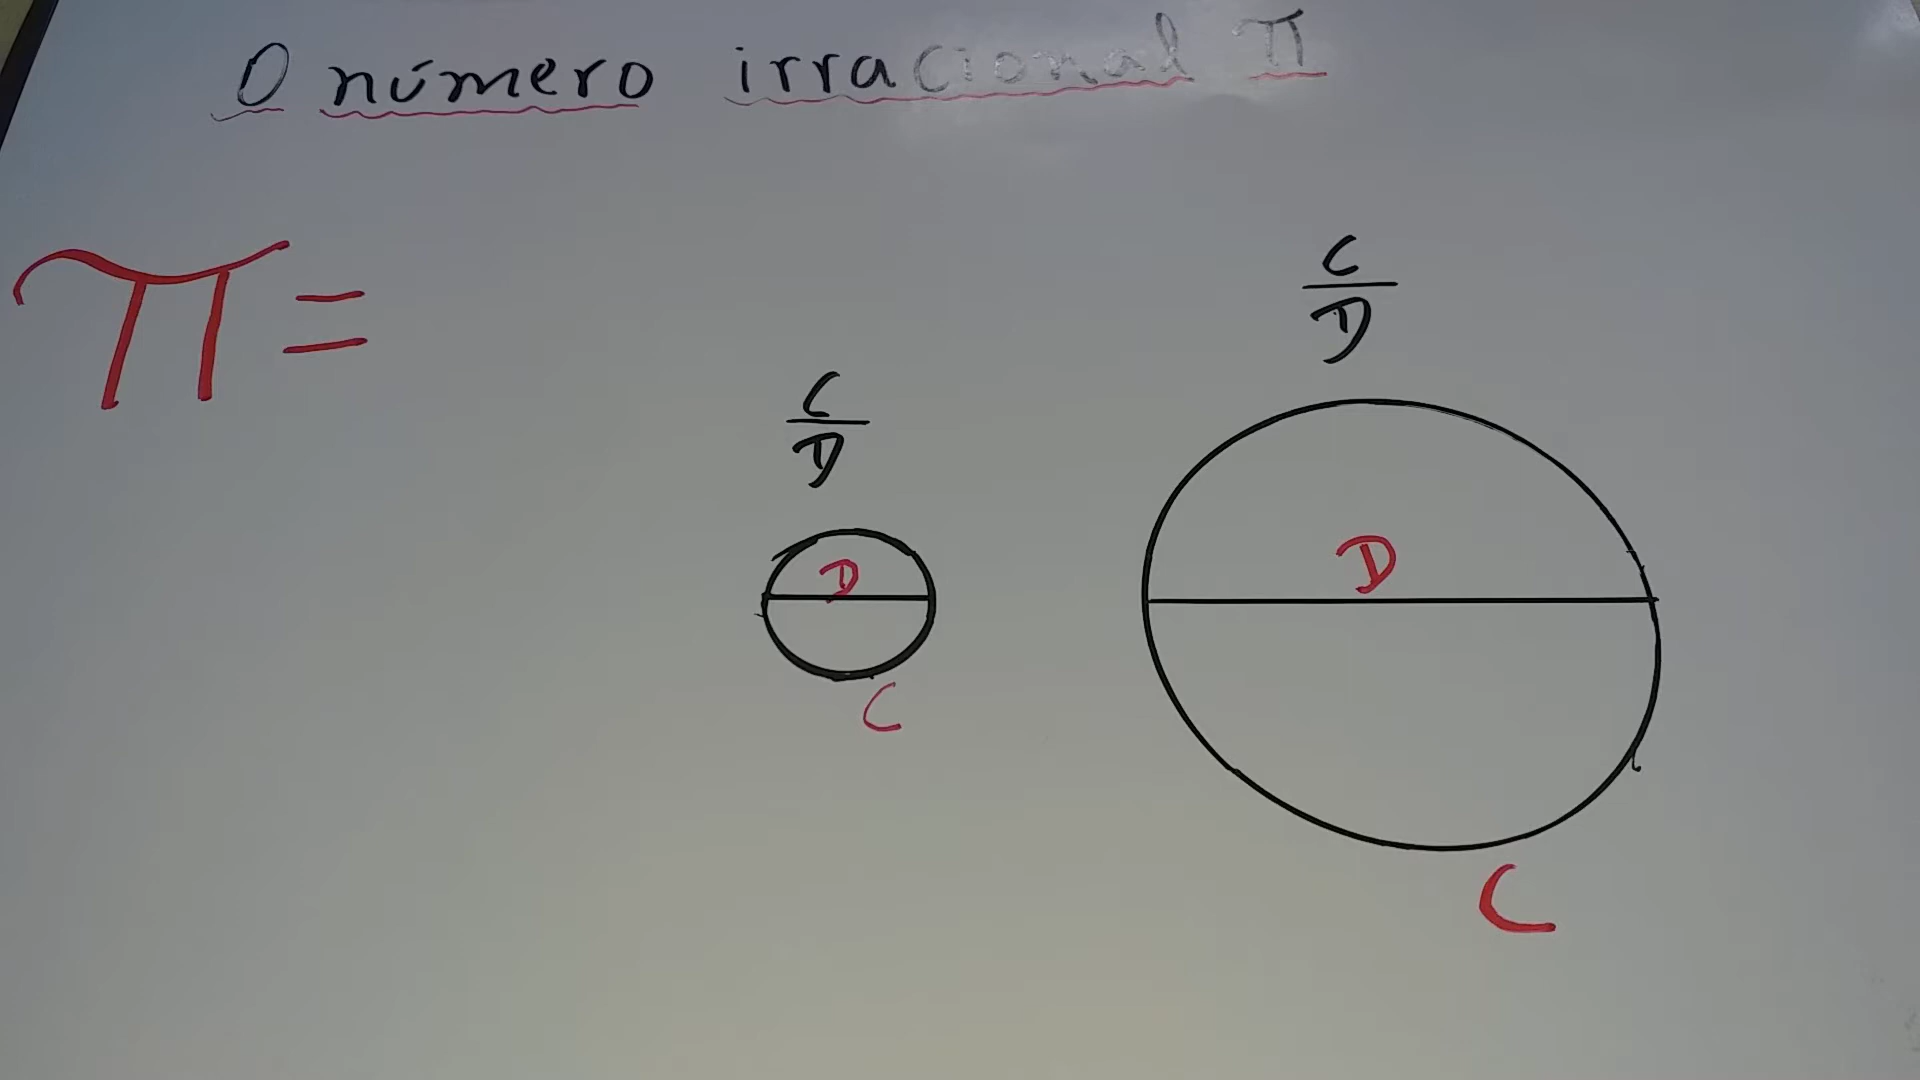 O número irracional π
π=
C/D
D
C
C/D
D
C